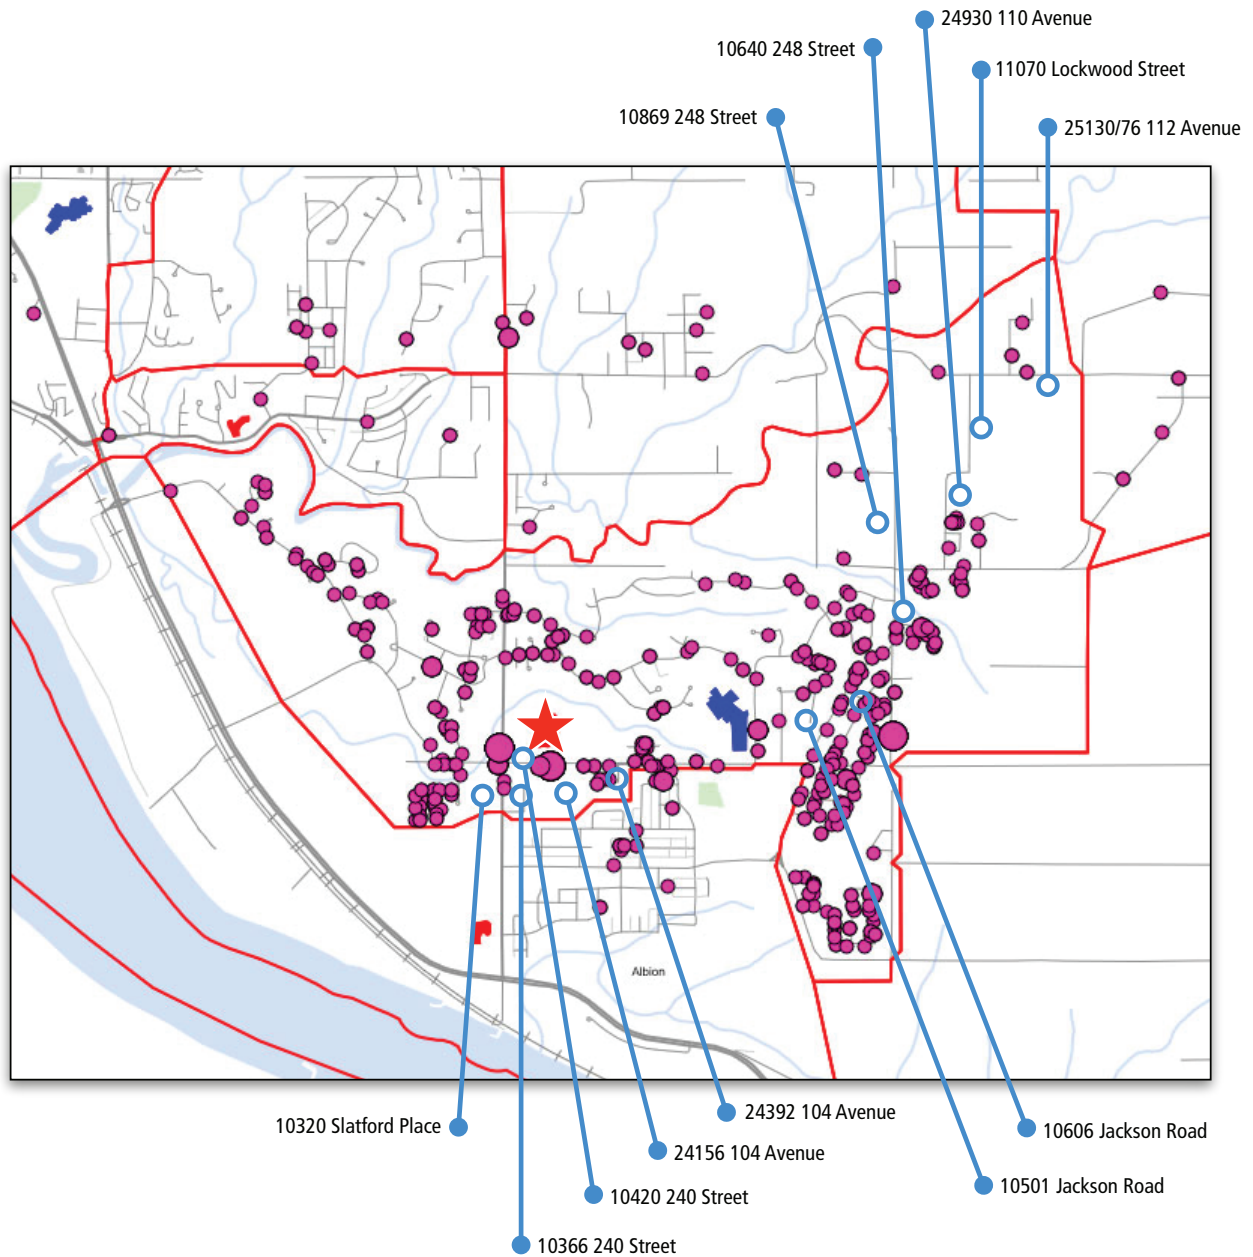 24930 110 Avenue
10640 248 Street
11070 Lockwood Street
10869 248 Street
25130/76 112 Avenue
Albion
10320 Slatford Place
24392 104 Avenue
10606 Jackson Road
24156 104 Avenue
10501 Jackson Road
10420 240 Street
10366 240 Street